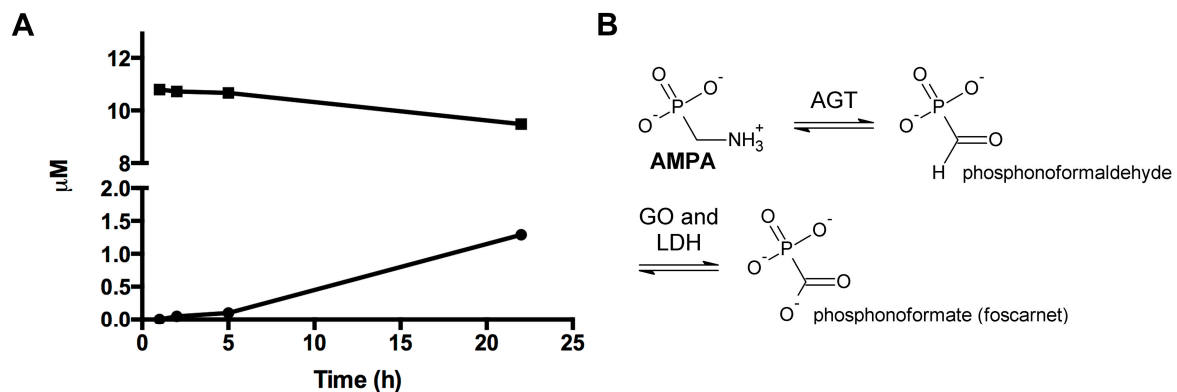 A
12
10
8
2.0
1.5
1.0
0.5
0.0
μM
0 5 10 15 20 25
Time (h)
B
O
O-
P
O-
NH3+
AMPA
AGT
O
O-
P
O-
O
H
phosphonoformaldehyde
GO and
LDH
O
O-
P
O-
O
O-
phosphonoformate (foscarnet)